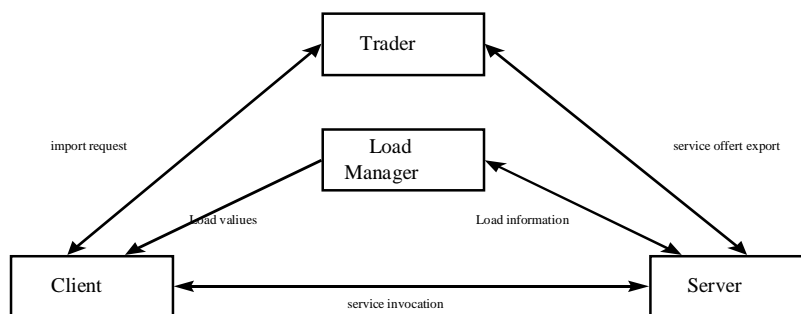 Trader
import request
service offert export
Load
Manager
Load valiues
Load information
Client
Server
service invocation